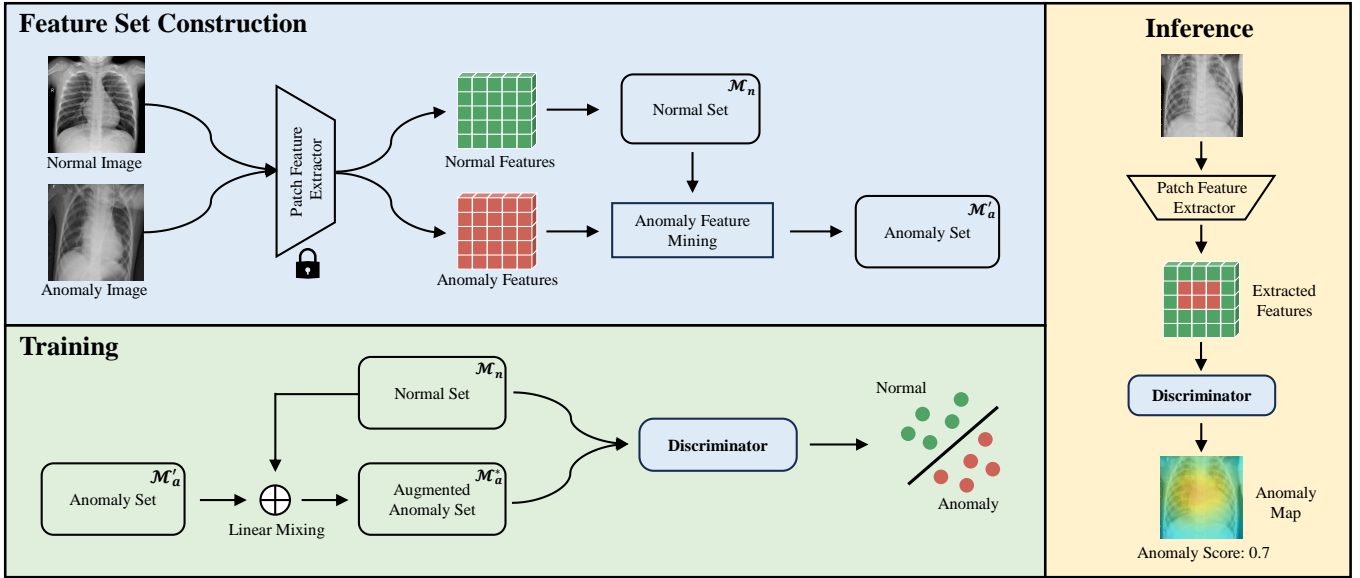 Feature Set Construction
Normal Image
Anomaly Image
Patch Feature
Extractor
Normal Features
Anomaly Features
ℳₙ
Normal Set
Anomaly Feature
Mining
ℳ′ₐ
Anomaly Set
Training
ℳₙ
Normal Set
ℳ′ₐ
Anomaly Set
Linear Mixing
ℳ*ₐ
Augmented
Anomaly Set
Discriminator
Normal
Anomaly
Inference
Patch Feature
Extractor
Extracted
Features
Discriminator
Anomaly
Map
Anomaly Score: 0.7